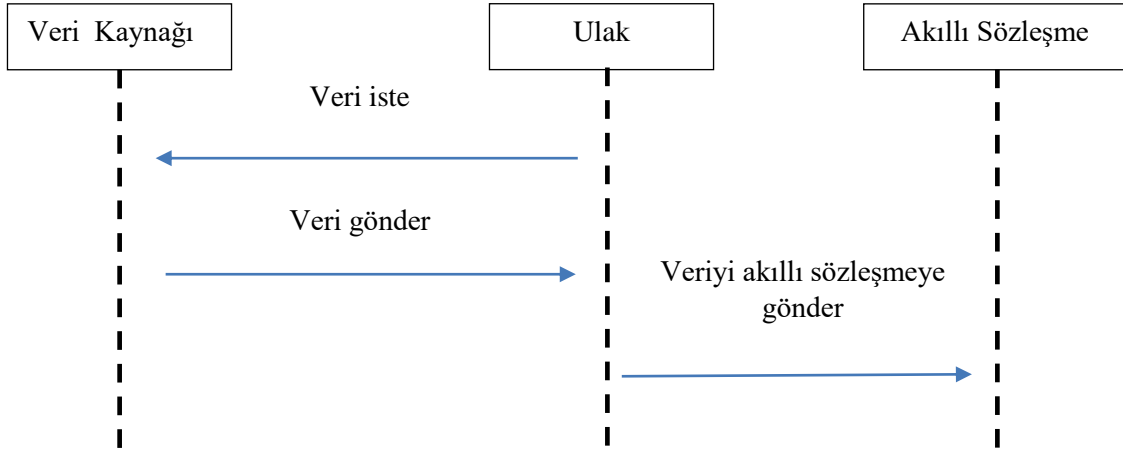 Veri Kaynağı
Ulak
Akıllı Sözleşme
Veri iste
Veri gönder
Veriyi akıllı sözleşmeye
gönder